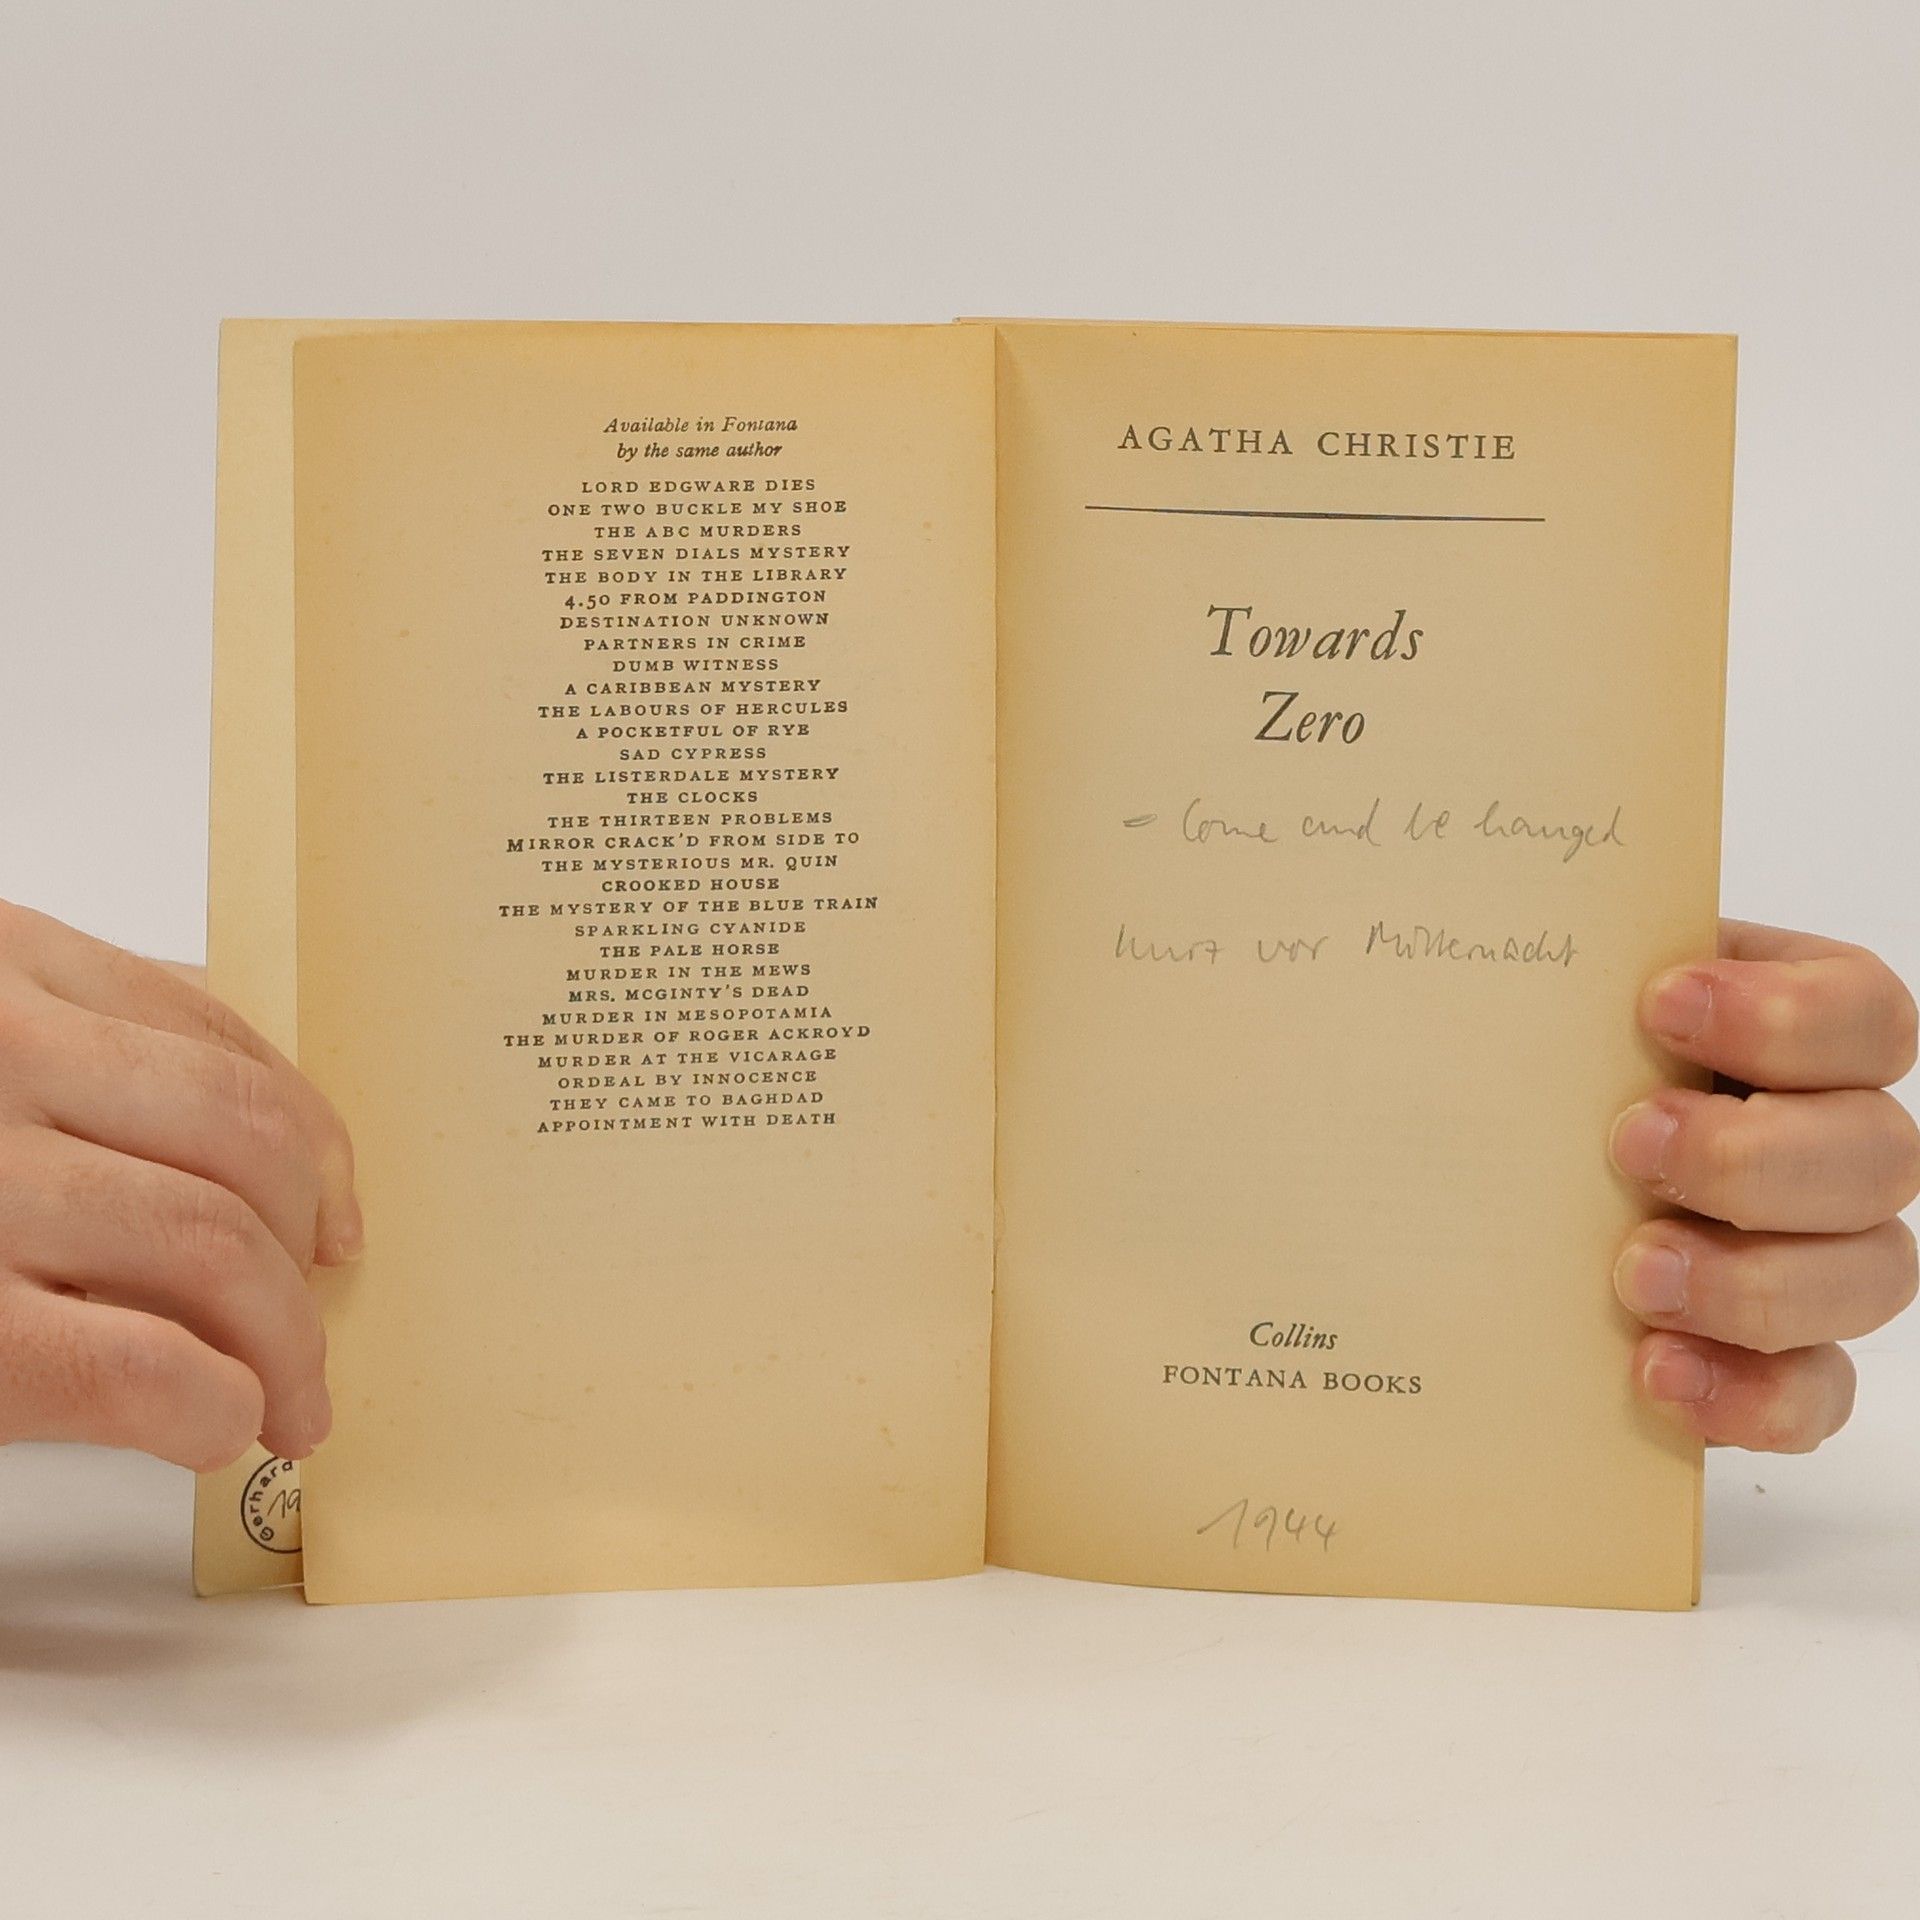 Available in Fontana
by the same author
LORD EDGWARE DIES
ONE TWO BUCKLE MY SHOE
THE ABC MURDERS
THE SEVEN DIALS MYSTERY
THE BODY IN THE LIBRARY
4.50 FROM PADDINGTON
DESTINATION UNKNOWN
PARTNERS IN CRIME
DUMB WITNESS
A CARIBBEAN MYSTERY
THE LABOURS OF HERCULES
A POCKETFUL OF RYE
SAD CYPRESS
THE LISTERDALE MYSTERY
THE CLOCKS
THE THIRTEEN PROBLEMS
MIRROR CRACK'D FROM SIDE TO
THE MYSTERIOUS MR. QUIN
CROOKED HOUSE
THE MYSTERY OF THE BLUE TRAIN
SPARKLING CYANIDE
THE PALE HORSE
MURDER IN THE MEWS
MRS. MCGINTY'S DEAD
MURDER IN MESOPOTAMIA
THE MURDER OF ROGER ACKROYD
MURDER AT THE VICARAGE
ORDEAL BY INNOCENCE
THEY CAME TO BAGHDAD
APPOINTMENT WITH DEATH
AGATHA CHRISTIE
Towards
Zero
= Come and be hanged
kurz vor Mitternacht
Collins
FONTANA BOOKS
1944